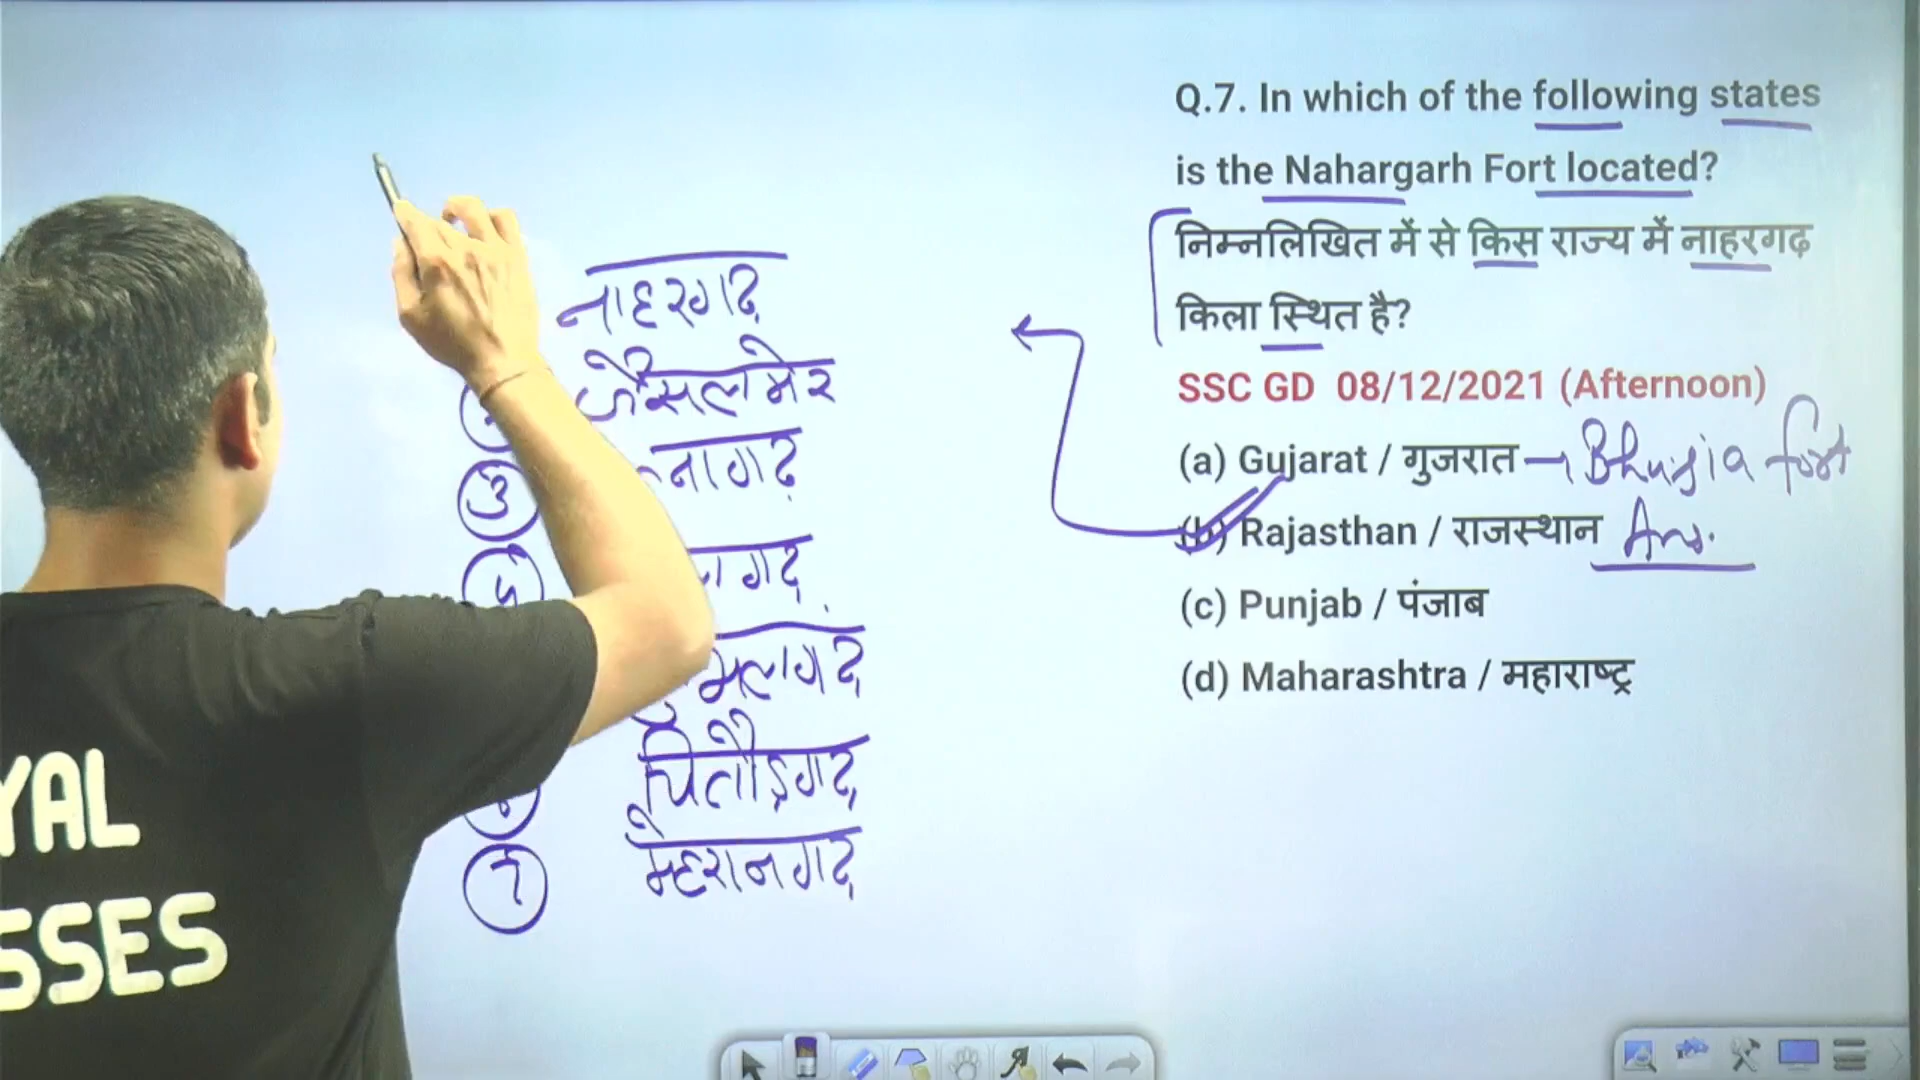 Q.7. In which of the following states
is the Nahargarh Fort located?
निम्नलिखित में से किस राज्य में नाहरगढ़
किला स्थित है?
SSC GD 08/12/2021 (Afternoon)
(a) Gujarat / गुजरात → Bhujia fort
(b) Rajasthan / राजस्थान Ans.
(c) Punjab / पंजाब
(d) Maharashtra / महाराष्ट्र
नाहरगढ़
जैसलमेर
3
नागढ़
गढ़
मलगढ़
चितौड़गढ़
7 मेहरानगढ़
YAL
SSES